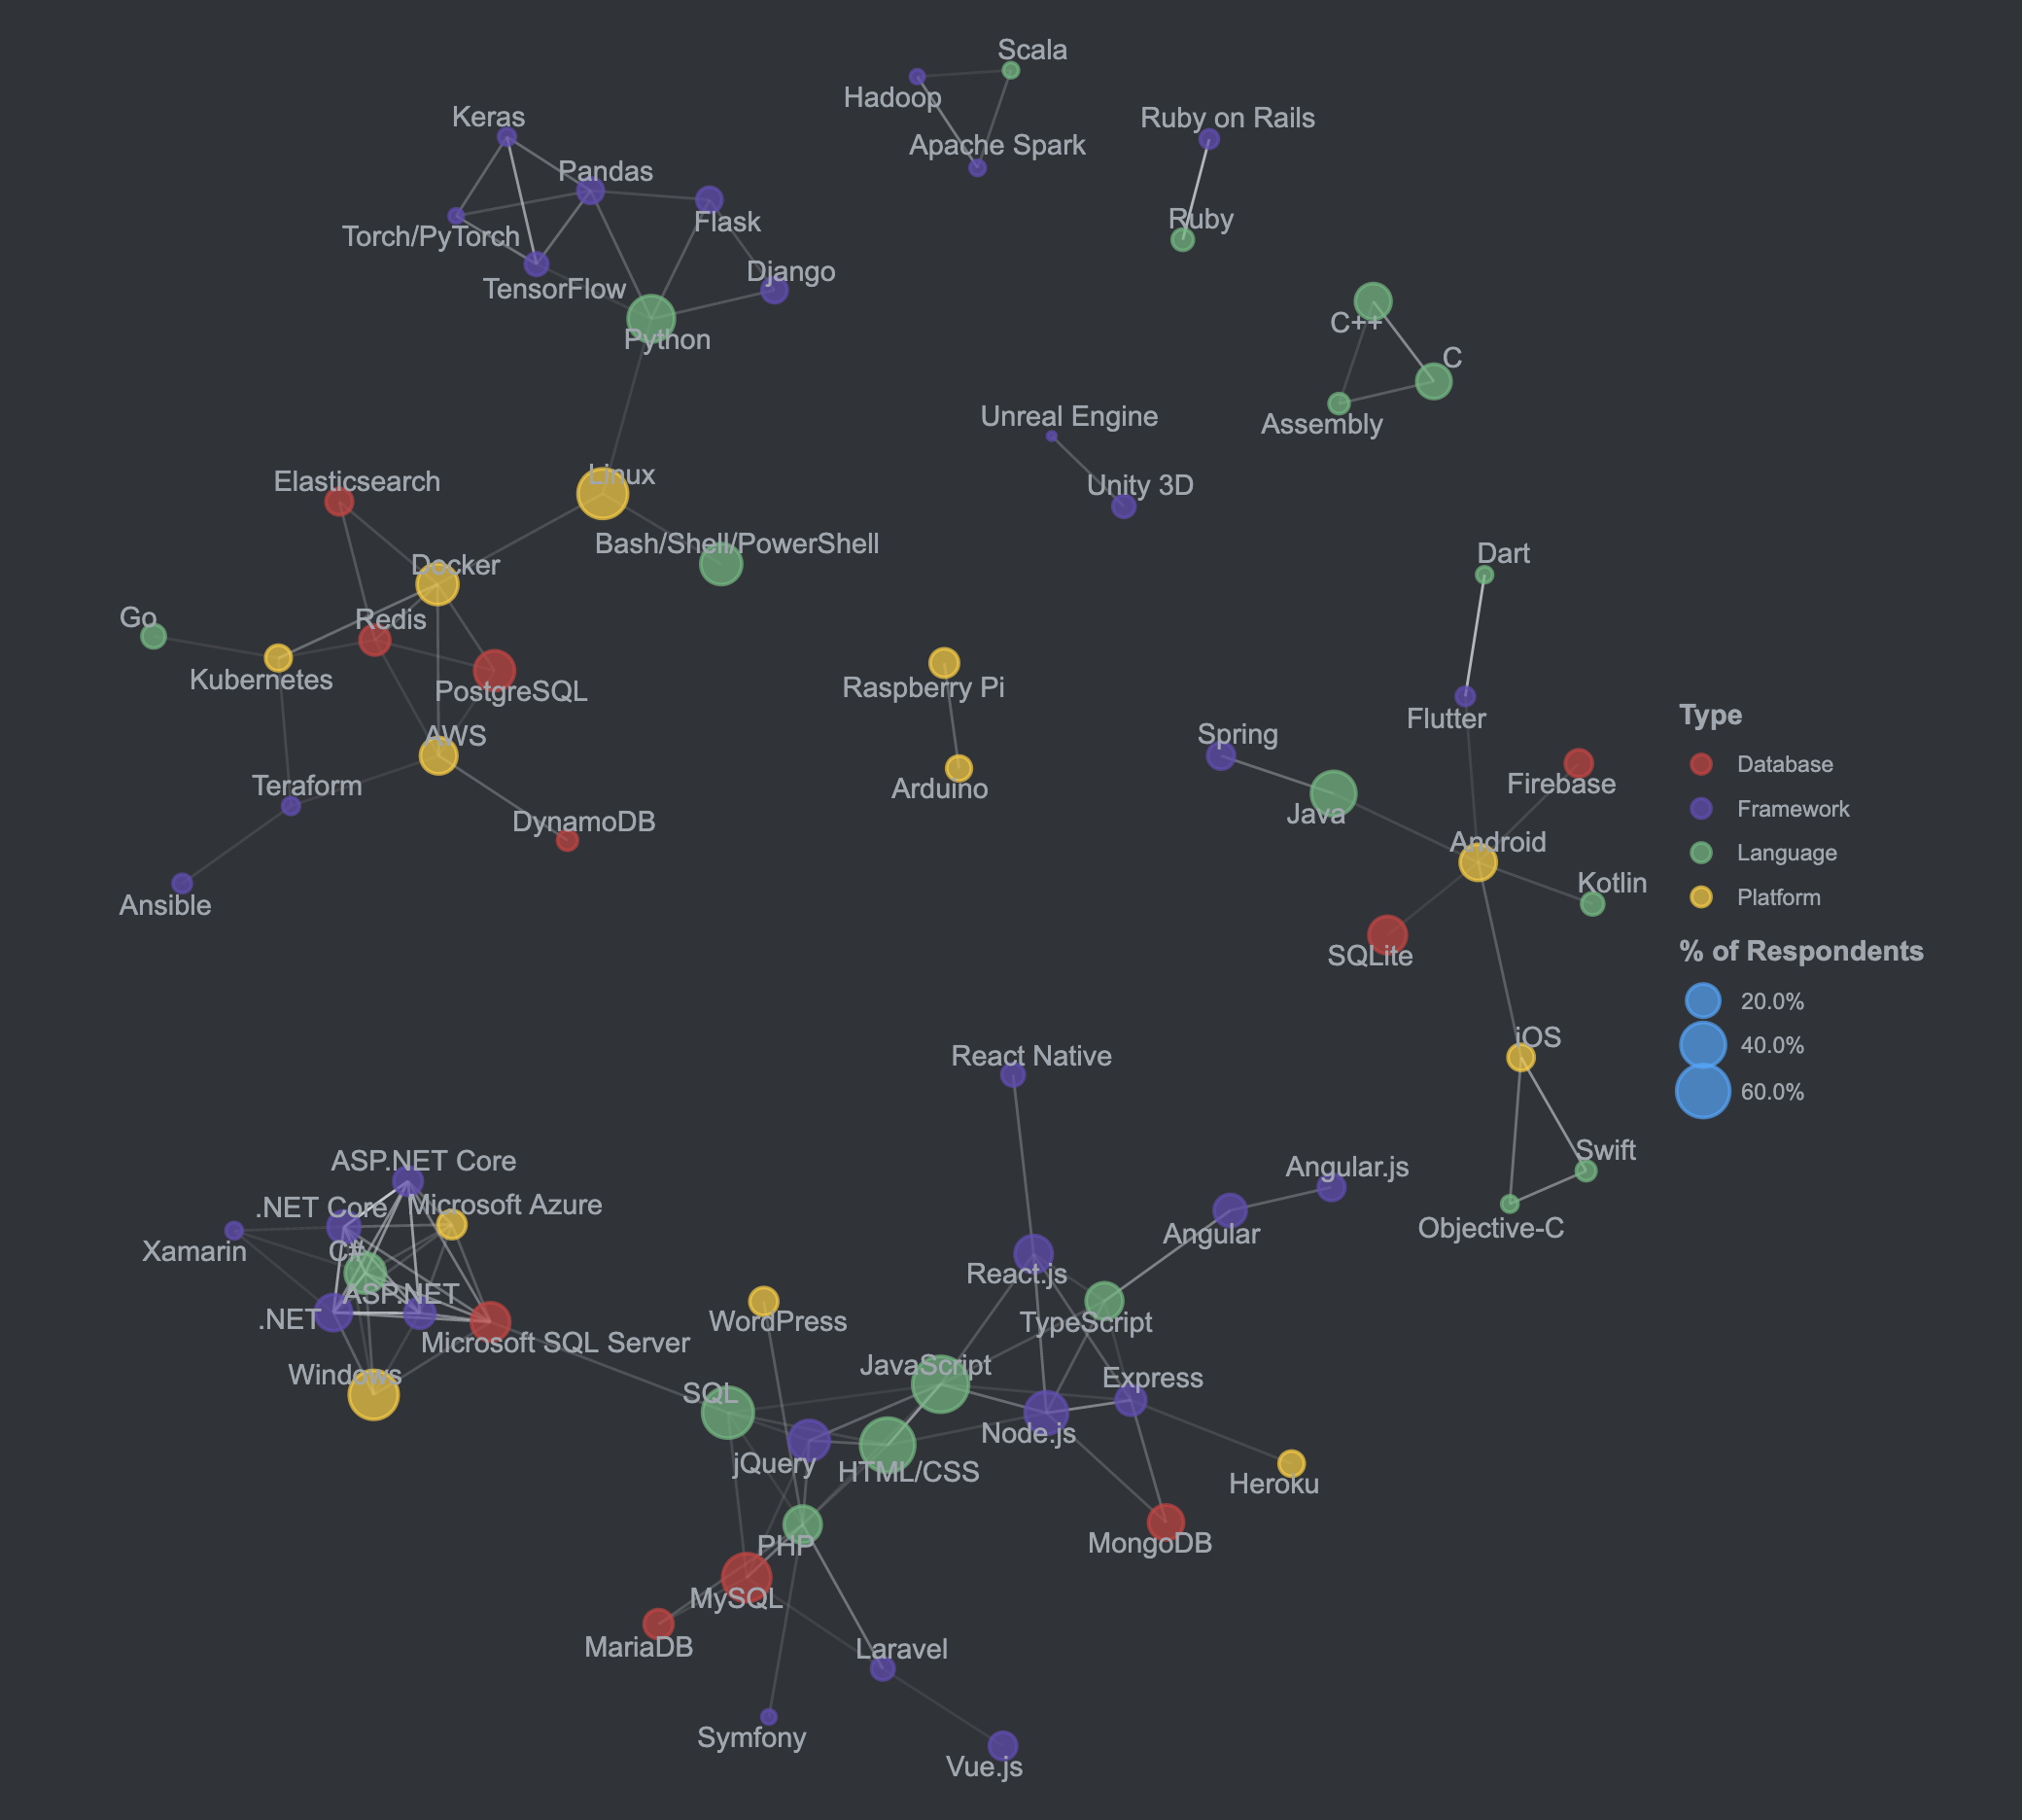 Scala
Hadoop
Keras
Ruby on Rails
Apache Spark
Pandas
Ruby
Flask
Torch/PyTorch
Django
TensorFlow
C++
Python
C
Unreal Engine
Assembly
Linux
Elasticsearch
Unity 3D
Bash/Shell/PowerShell
Dart
Docker
Go
Redis
Kubernetes
PostgreSQL
Raspberry Pi
Flutter
Type
AWS
Spring
Database
Teraform
Firebase
Arduino
Framework
Java
DynamoDB
Android
Language
Kotlin
Platform
Ansible
% of Respondents
SQLite
20.0%
iOS
40.0%
React Native
60.0%
Swift
ASP.NET Core
Angular.js
.NET Core
Microsoft Azure
Objective-C
Angular
Xamarin
C#
React.js
ASP.NET
.NET
WordPress
TypeScript
Microsoft SQL Server
JavaScript
Windows
Express
SQL
Node.js
jQuery
HTML/CSS
Heroku
PHP
MongoDB
MySQL
MariaDB
Laravel
Symfony
Vue.js